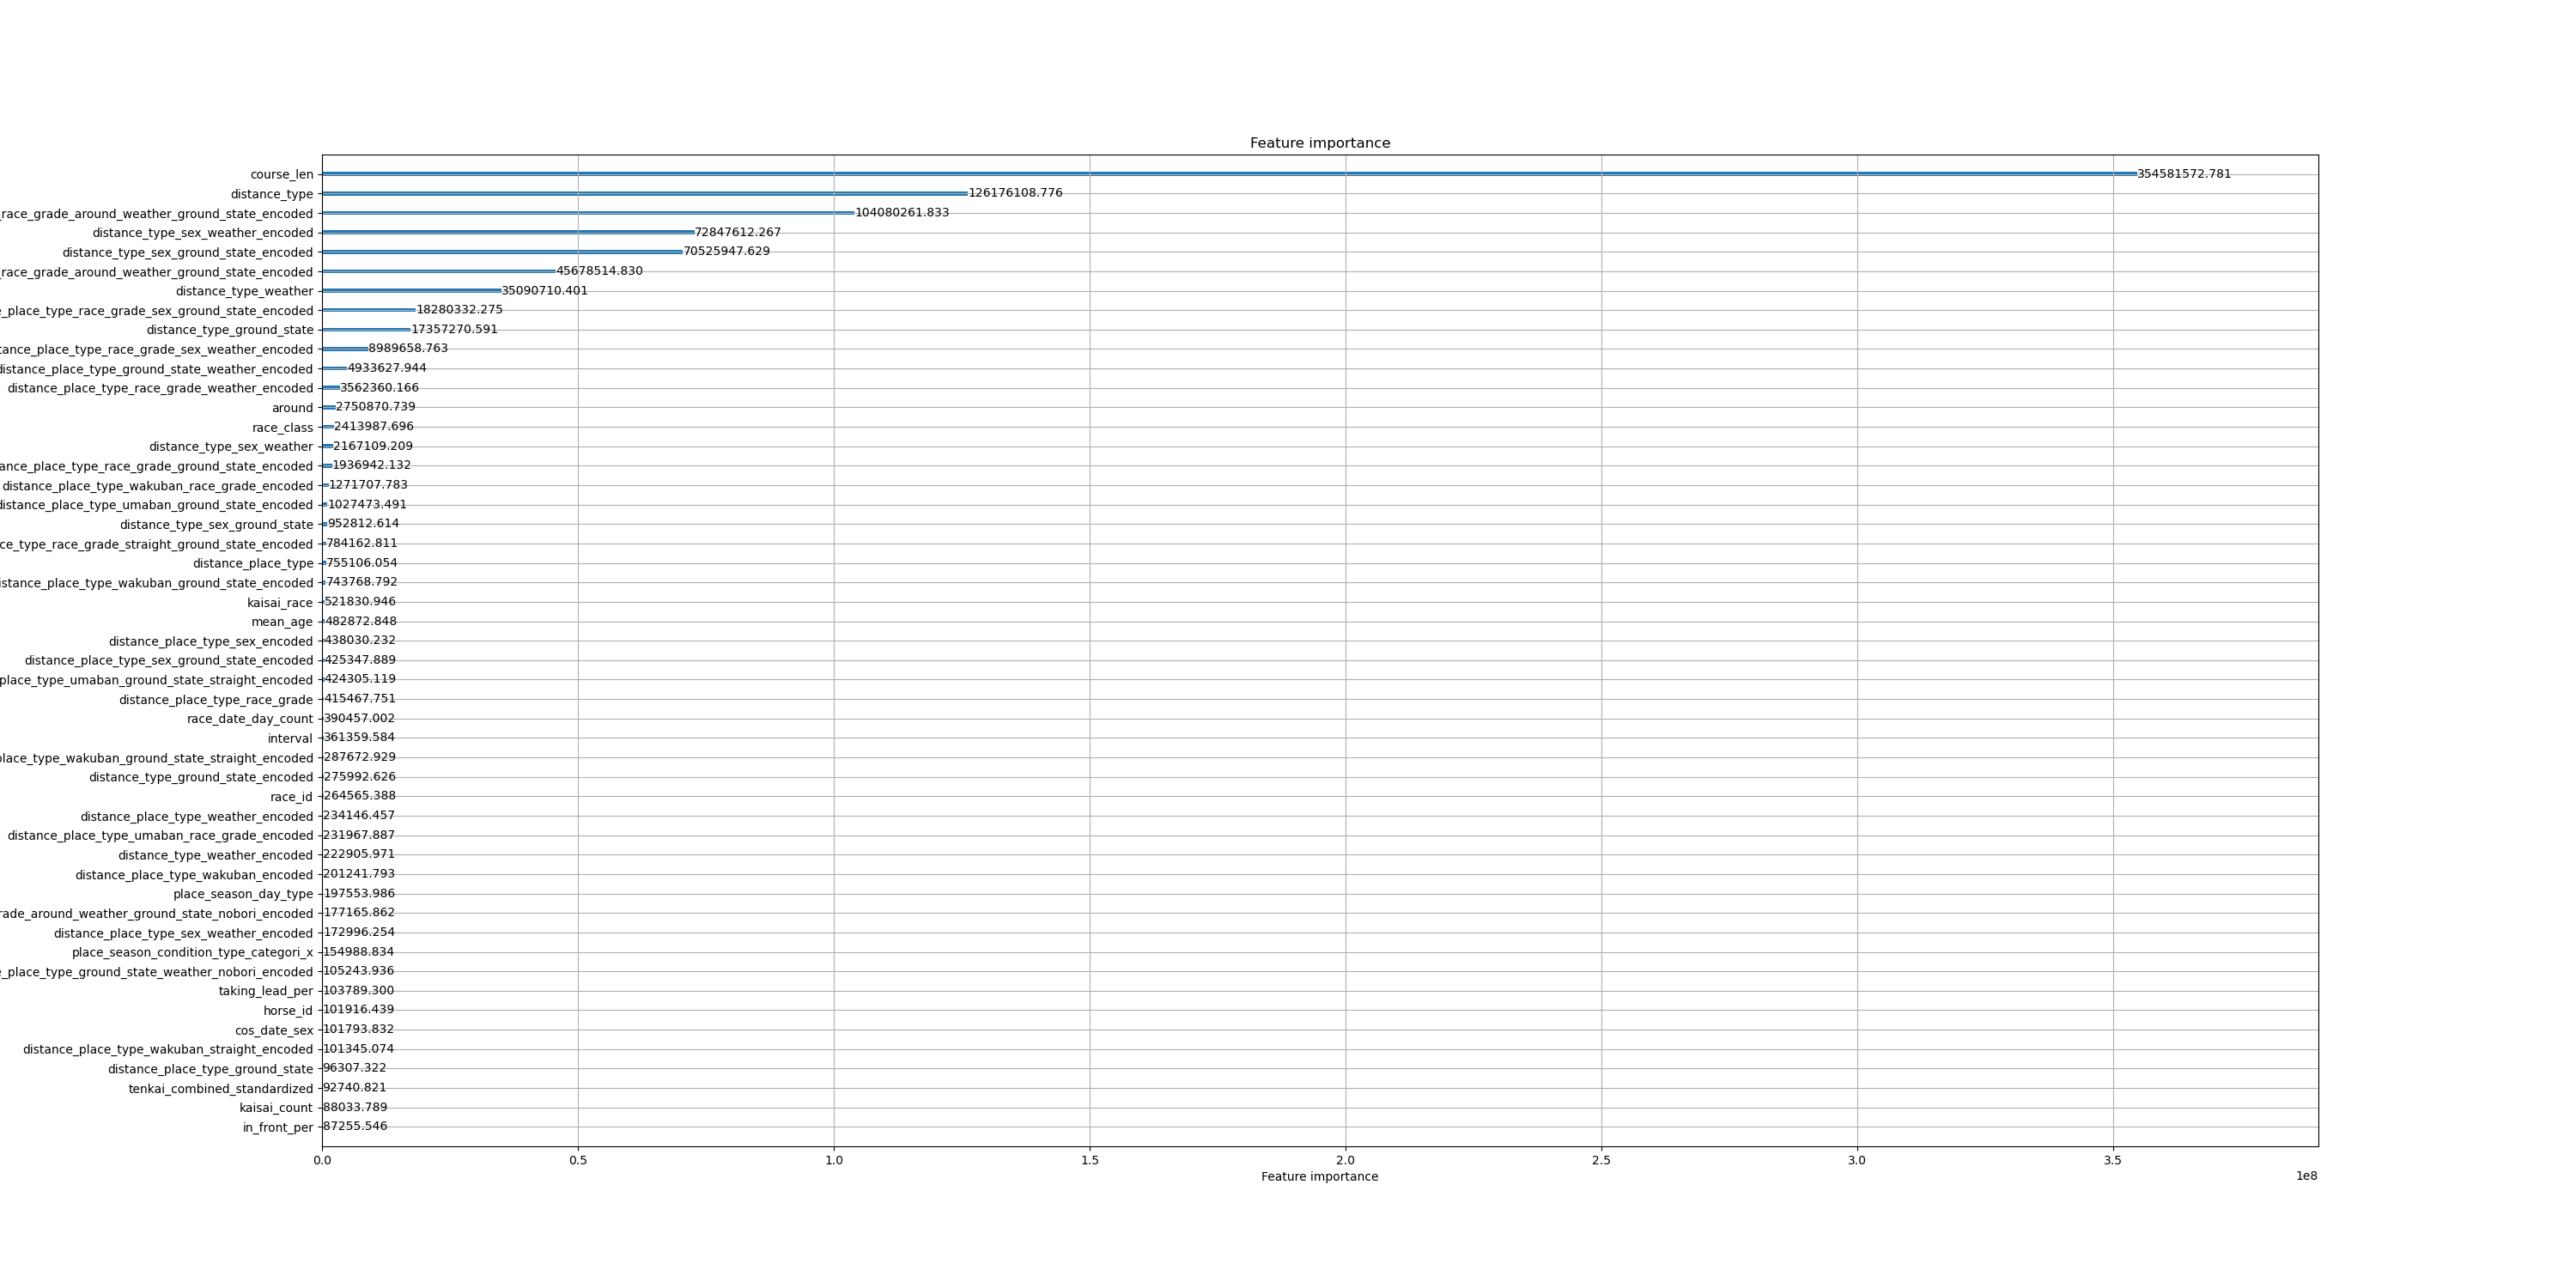 Feature importance
course_len 354581572.781
distance_type 126176108.776
_race_grade_around_weather_ground_state_encoded 104080261.833
distance_type_sex_weather_encoded 72847612.267
distance_type_sex_ground_state_encoded 70525947.629
_race_grade_around_weather_ground_state_encoded 45678514.830
distance_type_weather 35090710.401
_place_type_race_grade_sex_ground_state_encoded 18280332.275
distance_type_ground_state 17357270.591
tance_place_type_race_grade_sex_weather_encoded 8989658.763
distance_place_type_ground_state_weather_encoded 4933627.944
distance_place_type_race_grade_weather_encoded 3562360.166
around 2750870.739
race_class 2413987.696
distance_type_sex_weather 2167109.209
ance_place_type_race_grade_ground_state_encoded 1936942.132
distance_place_type_wakuban_race_grade_encoded 1271707.783
distance_place_type_umaban_ground_state_encoded 1027473.491
distance_type_sex_ground_state 952812.614
ce_type_race_grade_straight_ground_state_encoded 784162.811
distance_place_type 755106.054
istance_place_type_wakuban_ground_state_encoded 743768.792
kaisai_race 521830.946
mean_age 482872.848
distance_place_type_sex_encoded 438030.232
distance_place_type_sex_ground_state_encoded 425347.889
place_type_umaban_ground_state_straight_encoded 424305.119
distance_place_type_race_grade 415467.751
race_date_day_count 390457.002
interval 361359.584
place_type_wakuban_ground_state_straight_encoded 287672.929
distance_type_ground_state_encoded 275992.626
race_id 264565.388
distance_place_type_weather_encoded 234146.457
distance_place_type_umaban_race_grade_encoded 231967.887
distance_type_weather_encoded 222905.971
distance_place_type_wakuban_encoded 201241.793
place_season_day_type 197553.986
rade_around_weather_ground_state_nobori_encoded 177165.862
distance_place_type_sex_weather_encoded 172996.254
place_season_condition_type_categori_x 154988.834
_place_type_ground_state_weather_nobori_encoded 105243.936
taking_lead_per 103789.300
horse_id 101916.439
cos_date_sex 101793.832
distance_place_type_wakuban_straight_encoded 101345.074
distance_place_type_ground_state 96307.322
tenkai_combined_standardized 92740.821
kaisai_count 88033.789
in_front_per 87255.546
0.0 0.5 1.0 1.5 2.0 2.5 3.0 3.5
Feature importance
1e8